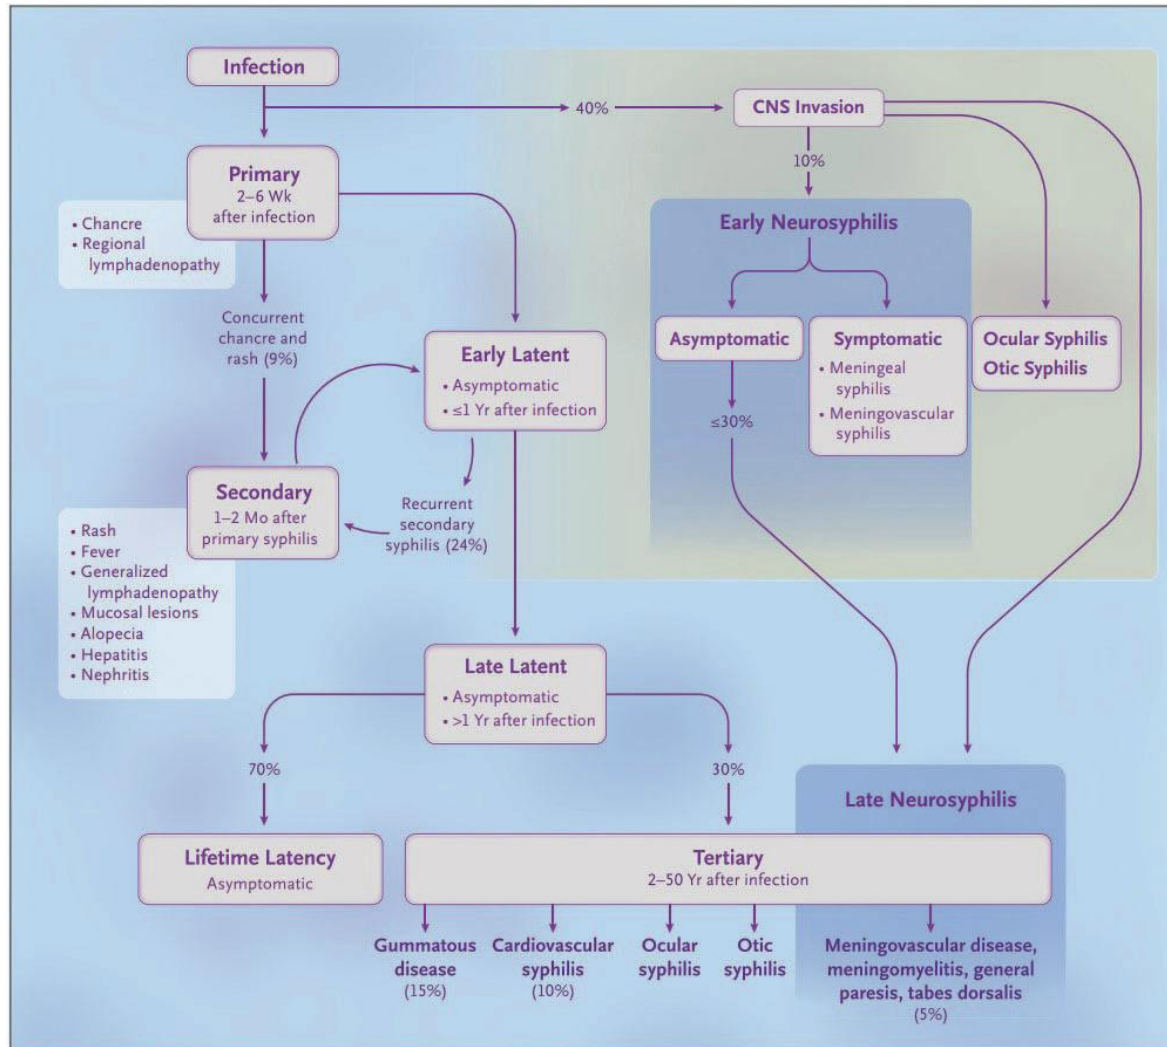 Infection
40%
CNS Invasion
10%
Primary
2–6 Wk
after infection
• Chancre
• Regional
lymphadenopathy
Early Neurosyphilis
Concurrent
chancre and
rash (9%)
Early Latent
• Asymptomatic
• ≤1 Yr after infection
Asymptomatic
≤30%
Symptomatic
• Meningeal
syphilis
• Meningovascular
syphilis
Ocular Syphilis
Otic Syphilis
Secondary
1–2 Mo after
primary syphilis
Recurrent
secondary
syphilis (24%)
• Rash
• Fever
• Generalized
lymphadenopathy
• Mucosal lesions
• Alopecia
• Hepatitis
• Nephritis
Late Latent
• Asymptomatic
• >1 Yr after infection
70%
30%
Late Neurosyphilis
Lifetime Latency
Asymptomatic
Tertiary
2–50 Yr after infection
Gummatous
disease
(15%)
Cardiovascular
syphilis
(10%)
Ocular
syphilis
Otic
syphilis
Meningovascular disease,
meningomyelitis, general
paresis, tabes dorsalis
(5%)